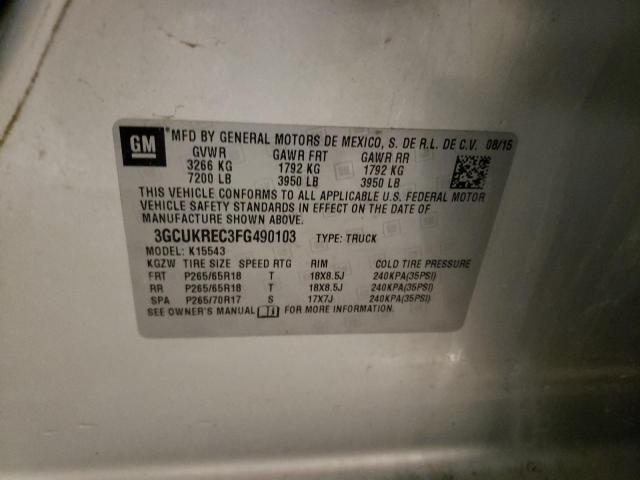 GM *MFD BY GENERAL MOTORS DE MEXICO, S. DE R.L. DE C.V. 08/15
GVWR GAWR FRT GAWR RR
3266 KG 1792 KG 1792 KG
7200 LB 3950 LB 3950 LB
THIS VEHICLE CONFORMS TO ALL APPLICABLE U.S. FEDERAL MOTOR
VEHICLE SAFETY STANDARDS IN EFFECT ON THE DATE OF
MANUFACTURE SHOWN ABOVE.
3GCUKREC3FG490103 TYPE: TRUCK
MODEL: K15543
KGZW TIRE SIZE SPEED RTG RIM COLD TIRE PRESSURE
FRT P265/65R18 T 18X8.5J 240KPA(35PSI)
RR P265/65R18 T 18X8.5J 240KPA(35PSI)
SPA P265/70R17 S 17X7J 240KPA(35PSI)
SEE OWNER'S MANUAL FOR MORE INFORMATION.